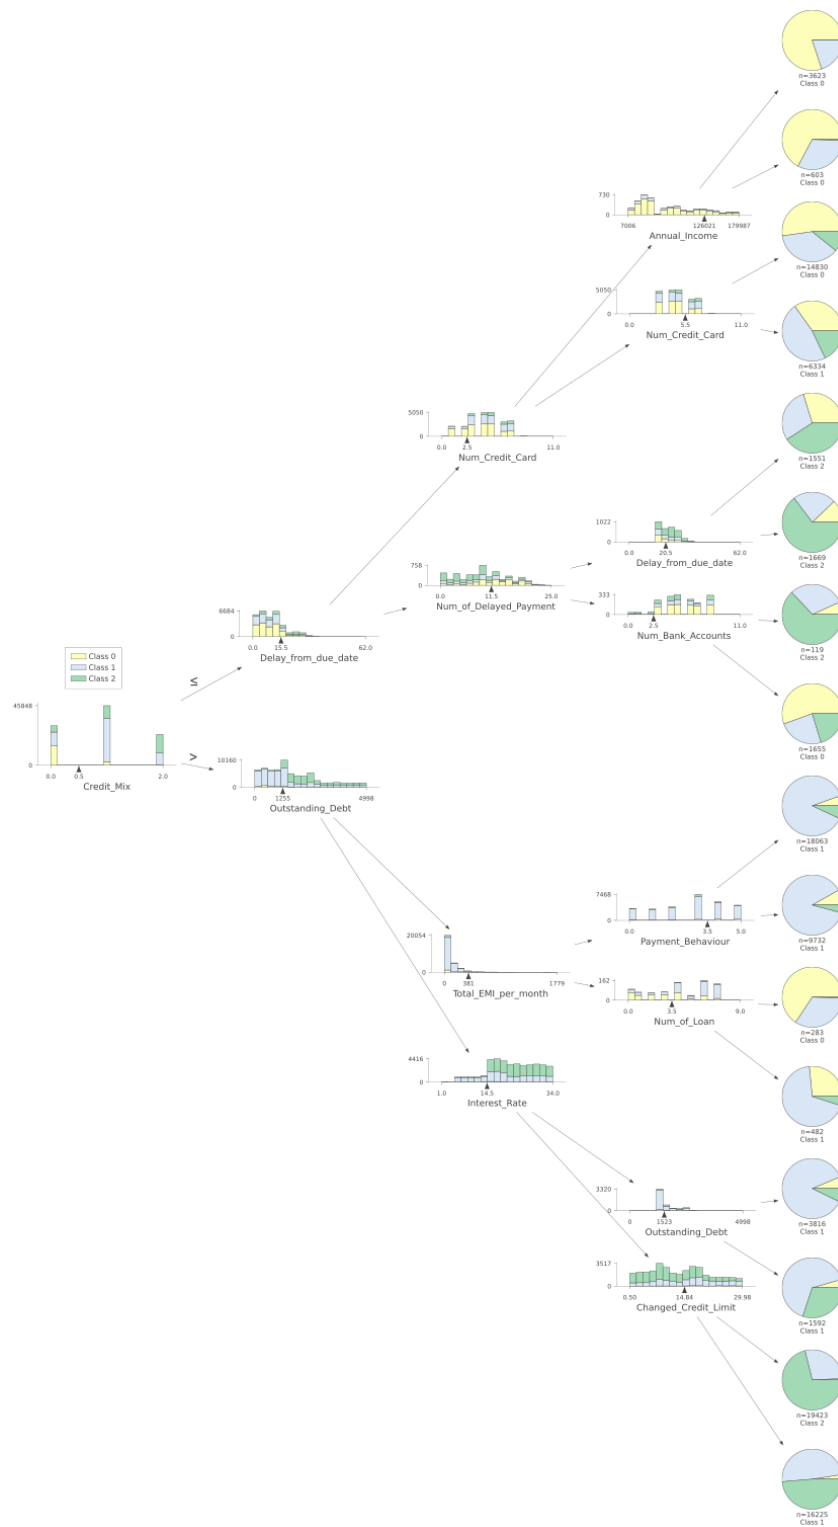 n=3623
Class 0
n=603
Class 0
730
0
7006
126021
179987
Annual_Income
n=14830
Class 0
5050
0
0.0
5.5
11.0
Num_Credit_Card
n=6334
Class 1
5050
0
0.0
2.5
11.0
Num_Credit_Card
n=1551
Class 2
1022
0
0.0
20.5
62.0
Delay_from_due_date
n=1669
Class 2
758
0
0.0
11.5
25.0
Num_of_Delayed_Payment
333
0
0.0
2.5
11.0
Num_Bank_Accounts
n=119
Class 2
6684
0
0.0
15.5
62.0
Delay_from_due_date
Class 0
Class 1
Class 2
≤
>
45848
0
0.0
0.5
2.0
Credit_Mix
n=1655
Class 0
10160
0
0
1255
4998
Outstanding_Debt
n=18063
Class 1
7468
0
0.0
3.5
5.0
Payment_Behaviour
n=9732
Class 1
20054
0
0
381
1779
Total_EMI_per_month
162
0
0.0
3.5
9.0
Num_of_Loan
n=283
Class 0
4416
0
1.0
14.5
34.0
Interest_Rate
n=482
Class 1
3320
0
0
1523
4998
Outstanding_Debt
n=3816
Class 1
3517
0
0.50
14.84
29.98
Changed_Credit_Limit
n=1592
Class 1
n=19423
Class 2
n=16225
Class 1